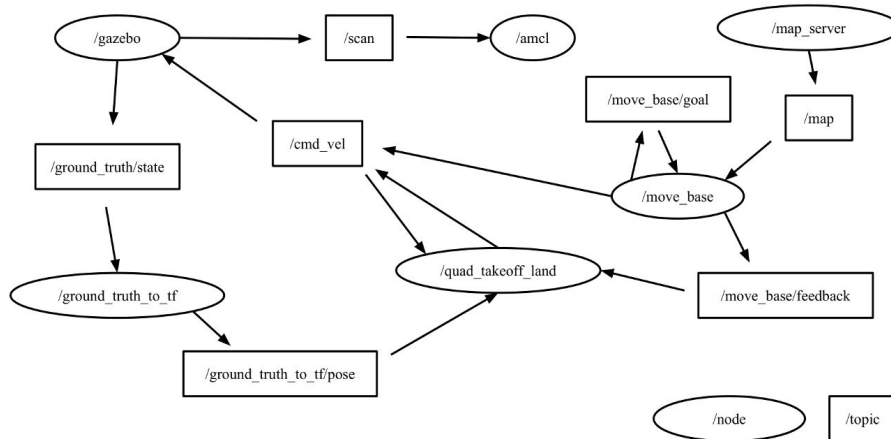 /gazebo
/scan
/amcl
/map_server
/move_base/goal
/map
/cmd_vel
/ground_truth/state
/move_base
/quad_takeoff_land
/ground_truth_to_tf
/move_base/feedback
/ground_truth_to_tf/pose
/node
/topic